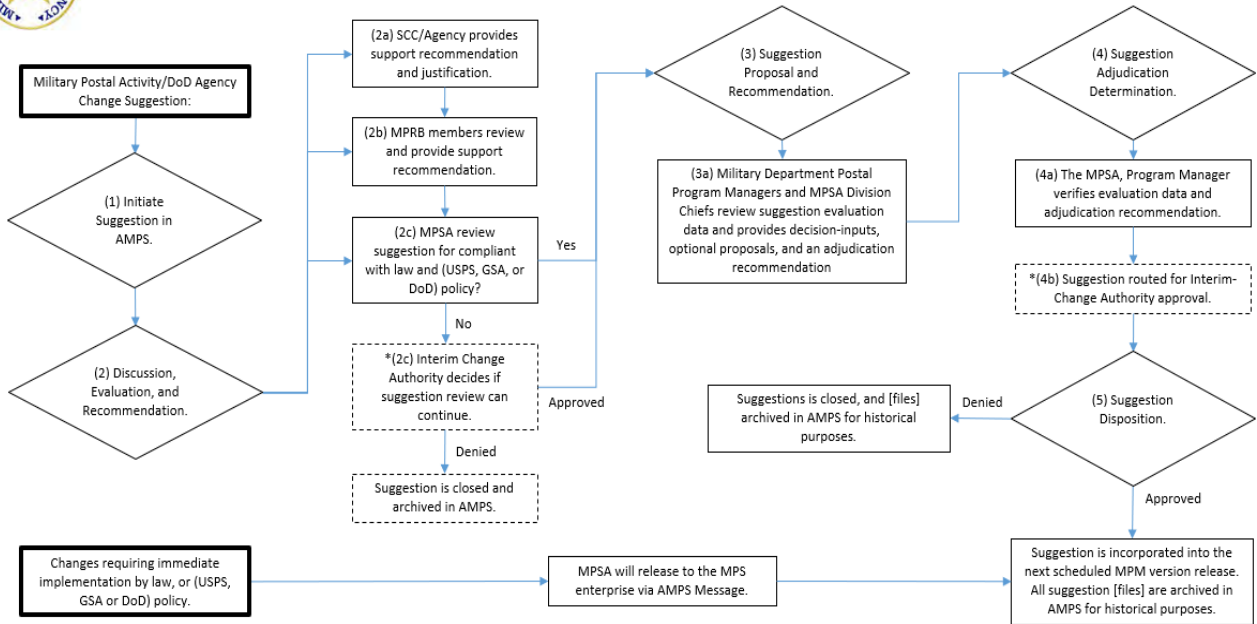 NCY
MI
Military Postal Activity/DoD Agency
Change Suggestion:
(1) Initiate
Suggestion in
AMPS.
(2) Discussion,
Evaluation, and
Recommendation.
(2a) SCC/Agency provides
support recommendation
and justification.
(2b) MPRB members review
and provide support
recommendation.
(2c) MPSA review
suggestion for compliant
with law and (USPS, GSA, or
DoD) policy?
Yes
No
*(2c) Interim Change
Authority decides if
suggestion review can
continue.
Approved
Denied
Suggestion is closed and
archived in AMPS.
(3) Suggestion
Proposal and
Recommendation.
(3a) Military Department Postal
Program Managers and MPSA Division
Chiefs review suggestion evaluation
data and provides decision-inputs,
optional proposals, and an adjudication
recommendation
(4) Suggestion
Adjudication
Determination.
(4a) The MPSA, Program Manager
verifies evaluation data and
adjudication recommendation.
*(4b) Suggestion routed for Interim-
Change Authority approval.
(5) Suggestion
Disposition.
Denied
Suggestions is closed, and [files]
archived in AMPS for historical
purposes.
Approved
Changes requiring immediate
implementation by law, or (USPS,
GSA or DoD) policy.
MPSA will release to the MPS
enterprise via AMPS Message.
Suggestion is incorporated into the
next scheduled MPM version release.
All suggestion [files] are archived in
AMPS for historical purposes.